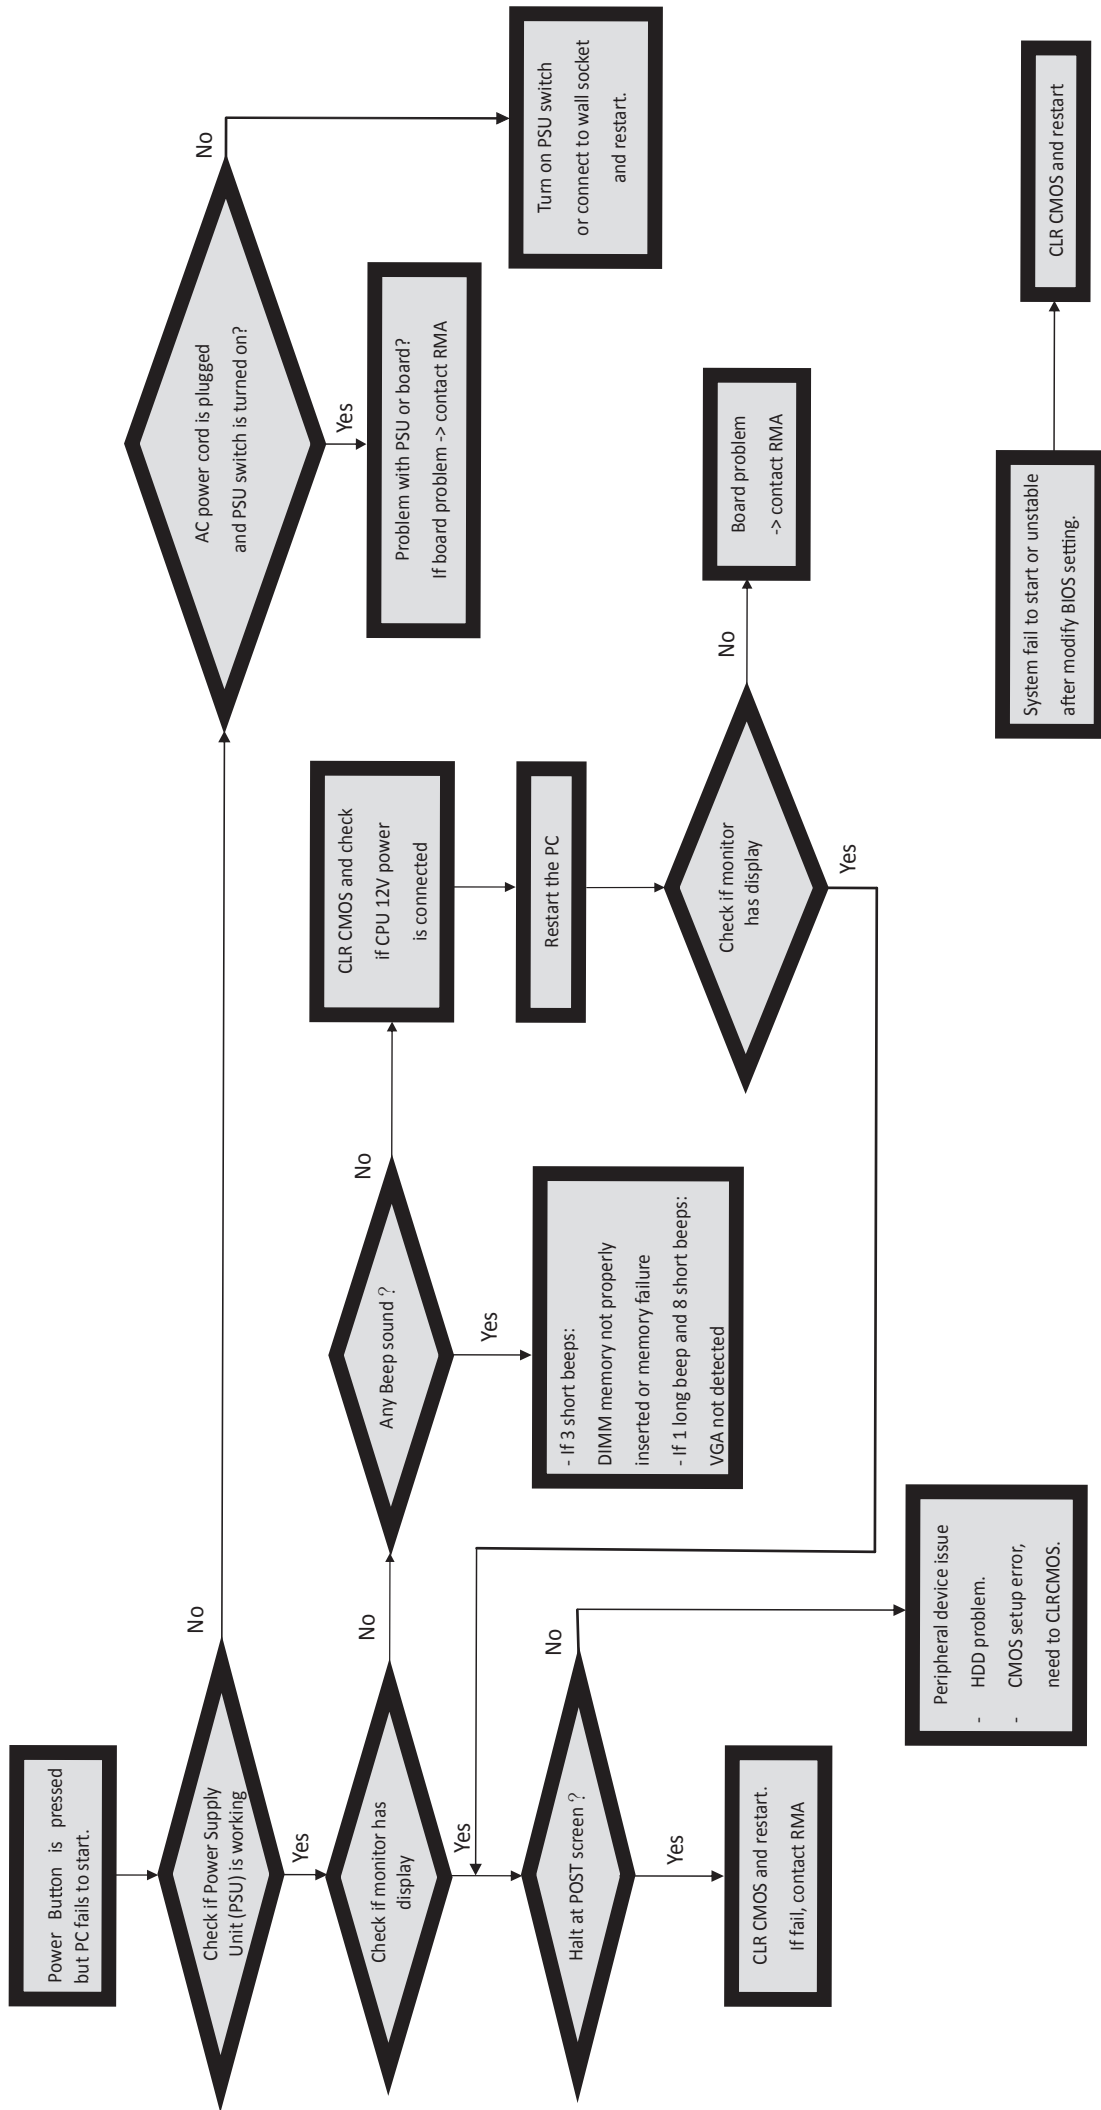 Power Button is pressed
but PC fails to start.
Check if Power Supply
Unit (PSU) is working
No
Yes
AC power cord is plugged
and PSU switch is turned on?
No
Yes
Turn on PSU switch
or connect to wall socket
and restart.
Problem with PSU or board?
If board problem -> contact RMA
Check if monitor has
display
No
Yes
Any Beep sound ?
No
Yes
CLR CMOS and check
if CPU 12V power
is connected
Restart the PC
Check if monitor
has display
No
Yes
Board problem
-> contact RMA
- If 3 short beeps:
DIMM memory not properly
inserted or memory failure
- If 1 long beep and 8 short beeps:
VGA not detected
Halt at POST screen ?
No
Yes
Peripheral device issue
- HDD problem.
- CMOS setup error,
need to CLRCMOS.
CLR CMOS and restart.
If fail, contact RMA
System fail to start or unstable
after modify BIOS setting.
CLR CMOS and restart